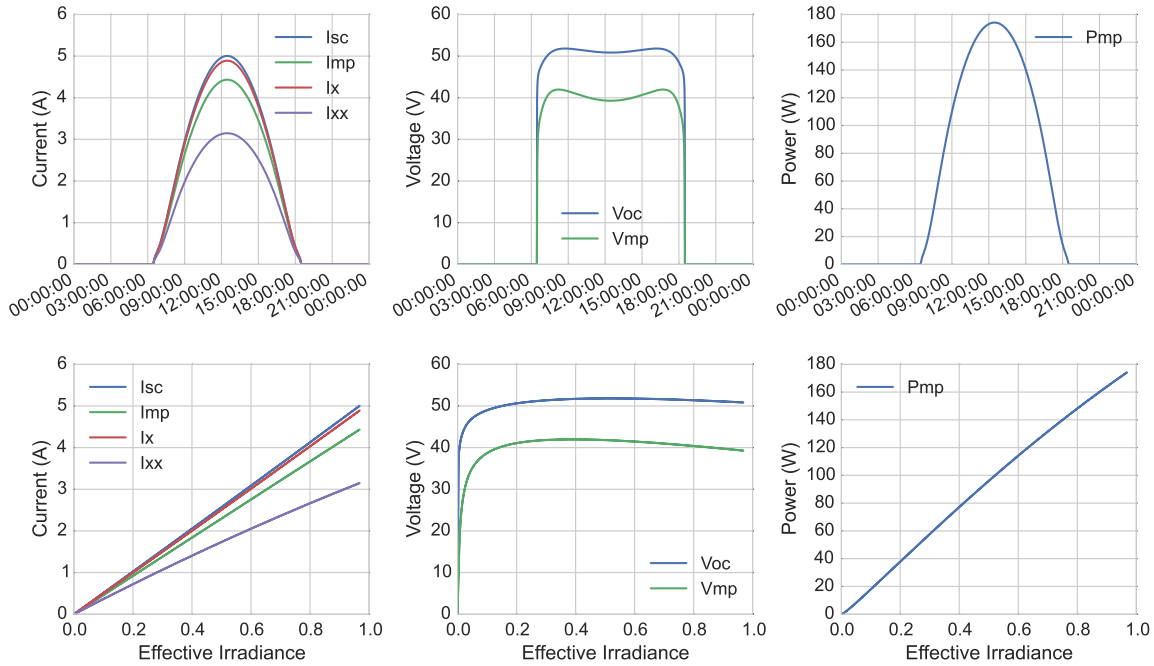 6
5
4
3
2
1
0
Current (A)
Isc
Imp
Ix
Ixx
00:00:00
03:00:00
06:00:00
09:00:00
12:00:00
15:00:00
18:00:00
21:00:00
00:00:00
60
50
40
30
20
10
0
Voltage (V)
Voc
Vmp
00:00:00
03:00:00
06:00:00
09:00:00
12:00:00
15:00:00
18:00:00
21:00:00
00:00:00
180
160
140
120
100
80
60
40
20
0
Power (W)
Pmp
00:00:00
03:00:00
06:00:00
09:00:00
12:00:00
15:00:00
18:00:00
21:00:00
00:00:00
6
5
4
3
2
1
0
Current (A)
Isc
Imp
Ix
Ixx
0.0 0.2 0.4 0.6 0.8 1.0
Effective Irradiance
60
50
40
30
20
10
0
Voltage (V)
Voc
Vmp
0.0 0.2 0.4 0.6 0.8 1.0
Effective Irradiance
180
160
140
120
100
80
60
40
20
0
Power (W)
Pmp
0.0 0.2 0.4 0.6 0.8 1.0
Effective Irradiance